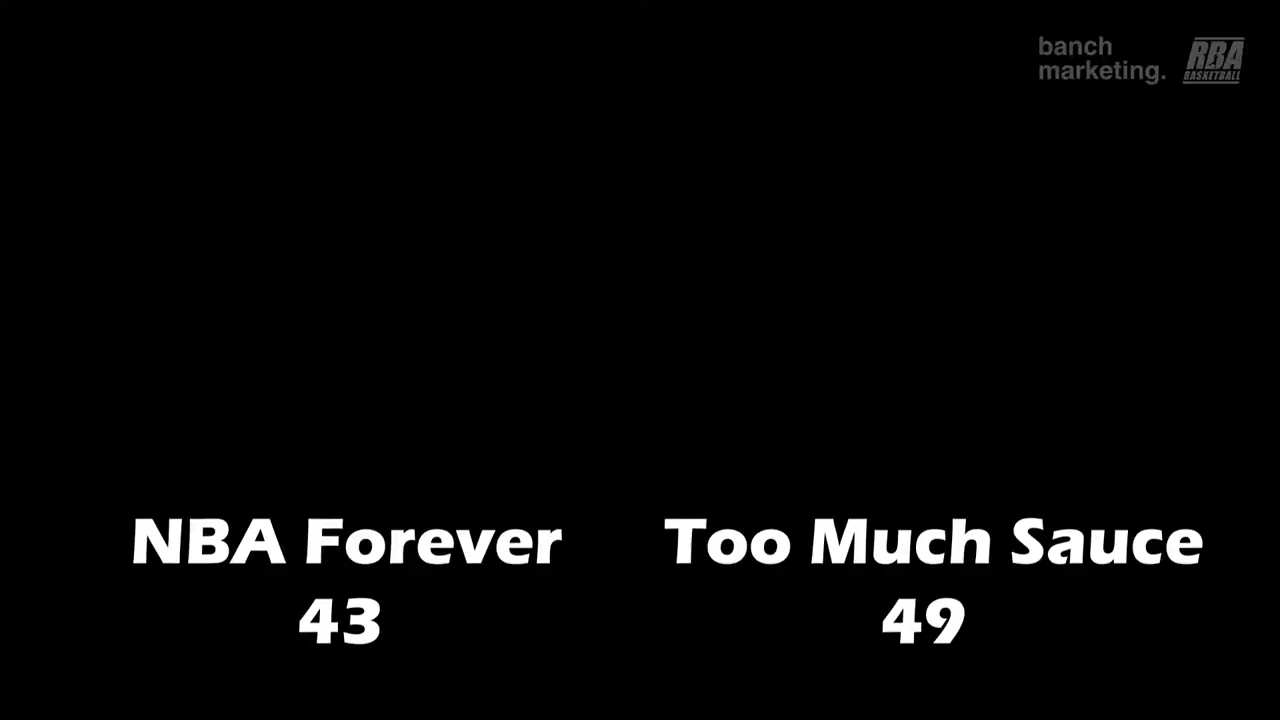 banch
marketing.
RBA
BASKETBALL
NBA Forever
43
Too Much Sauce
49